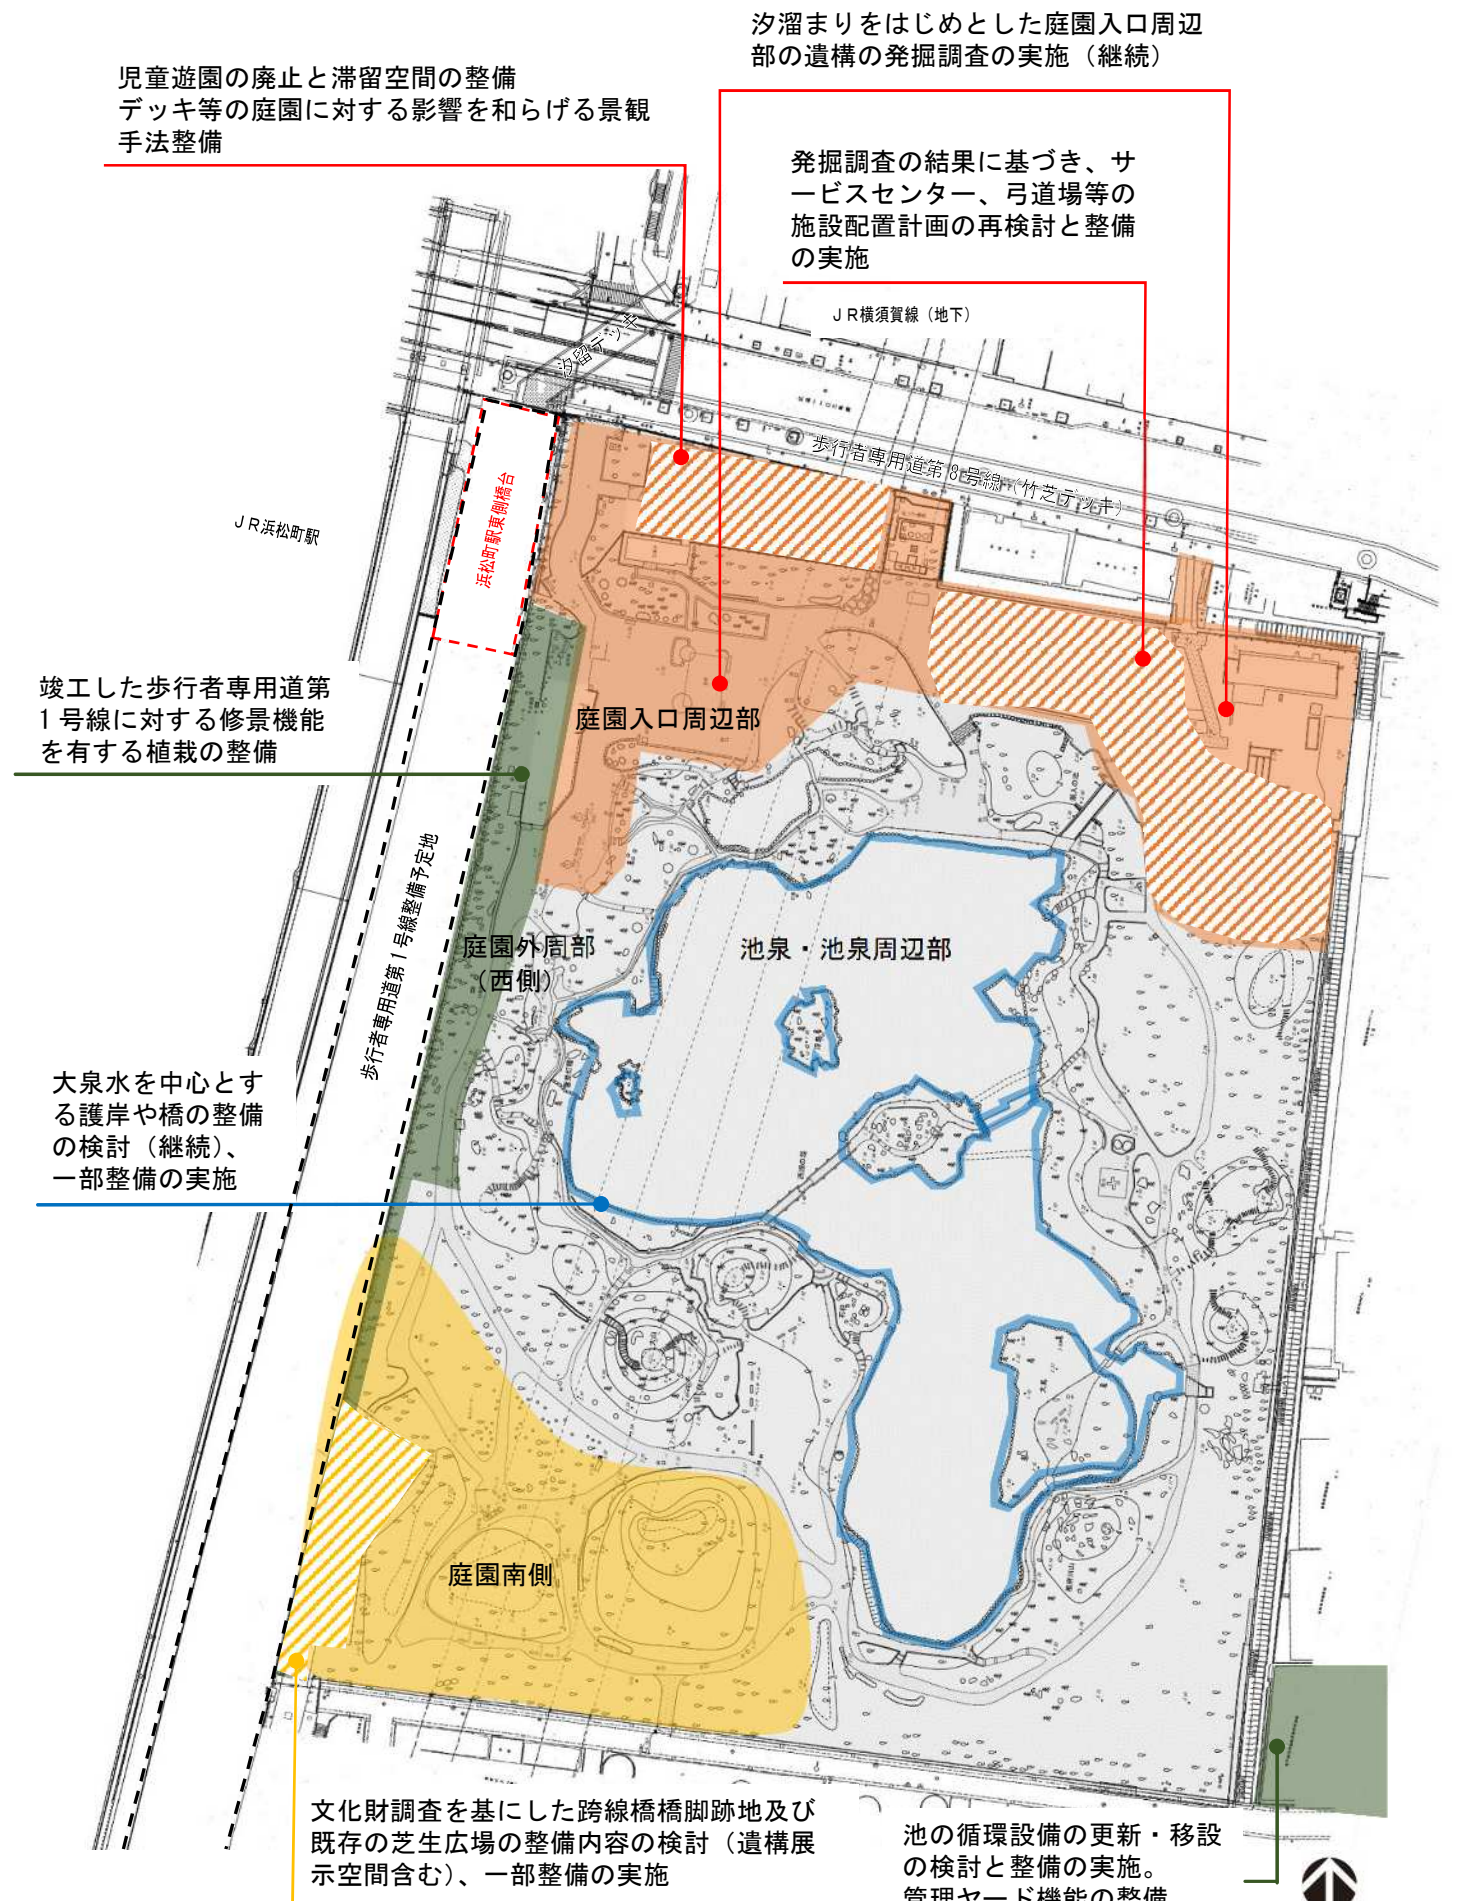 汐溜まりをはじめとした庭園入口周辺
部の遺構の発掘調査の実施（継続）
児童遊園の廃止と滞留空間の整備
デッキ等の庭園に対する影響を和らげる景観
手法整備
発掘調査の結果に基づき、サ
ービスセンター、弓道場等の
施設配置計画の再検討と整備
の実施
ＪＲ横須賀線（地下）
汐留デッキ
歩行者専用道第８号線（竹芝デッキ）
浜松町駅東側橋台
ＪＲ浜松町駅
竣工した歩行者専用道第
１号線に対する修景機能
を有する植栽の整備
庭園入口周辺部
歩行者専用道第１号線整備予定地
庭園外周部
（西側）
池泉・池泉周辺部
大泉水を中心とす
る護岸や橋の整備
の検討（継続）、
一部整備の実施
庭園南側
文化財調査を基にした跨線橋橋脚跡地及び
既存の芝生広場の整備内容の検討（遺構展
示空間含む）、一部整備の実施
池の循環設備の更新・移設
の検討と整備の実施。
管理ヤード機能の整備